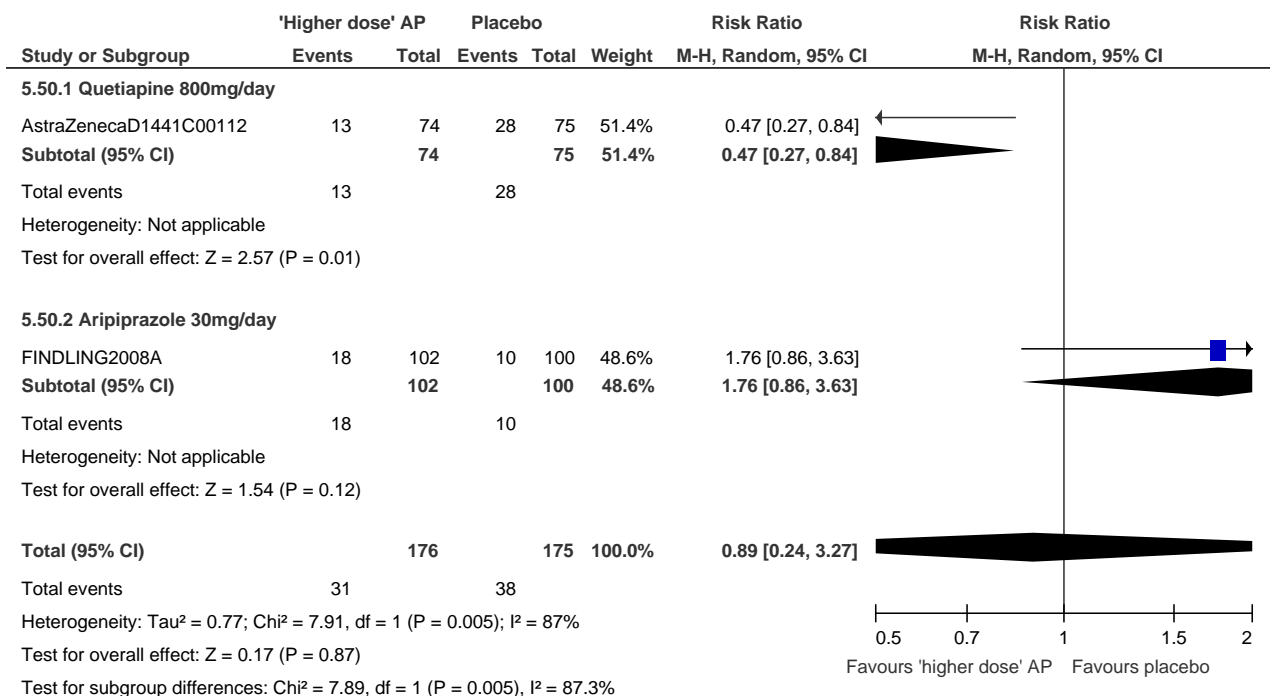 'Higher dose' AP Placebo Risk Ratio Risk Ratio
Study or Subgroup Events Total Events Total Weight M-H, Random, 95% CI M-H, Random, 95% CI
5.50.1 Quetiapine 800mg/day
AstraZenecaD1441C00112 13 74 28 75 51.4% 0.47 [0.27, 0.84]
Subtotal (95% CI) 74 75 51.4% 0.47 [0.27, 0.84]
Total events 13 28
Heterogeneity: Not applicable
Test for overall effect: Z = 2.57 (P = 0.01)
5.50.2 Aripiprazole 30mg/day
FINDLING2008A 18 102 10 100 48.6% 1.76 [0.86, 3.63]
Subtotal (95% CI) 102 100 48.6% 1.76 [0.86, 3.63]
Total events 18 10
Heterogeneity: Not applicable
Test for overall effect: Z = 1.54 (P = 0.12)
Total (95% CI) 176 175 100.0% 0.89 [0.24, 3.27]
Total events 31 38
Heterogeneity: Tau² = 0.77; Chi² = 7.91, df = 1 (P = 0.005); I² = 87%
0.5 0.7 1 1.5 2
Test for overall effect: Z = 0.17 (P = 0.87)
Favours 'higher dose' AP Favours placebo
Test for subgroup differences: Chi² = 7.89, df = 1 (P = 0.005), I² = 87.3%